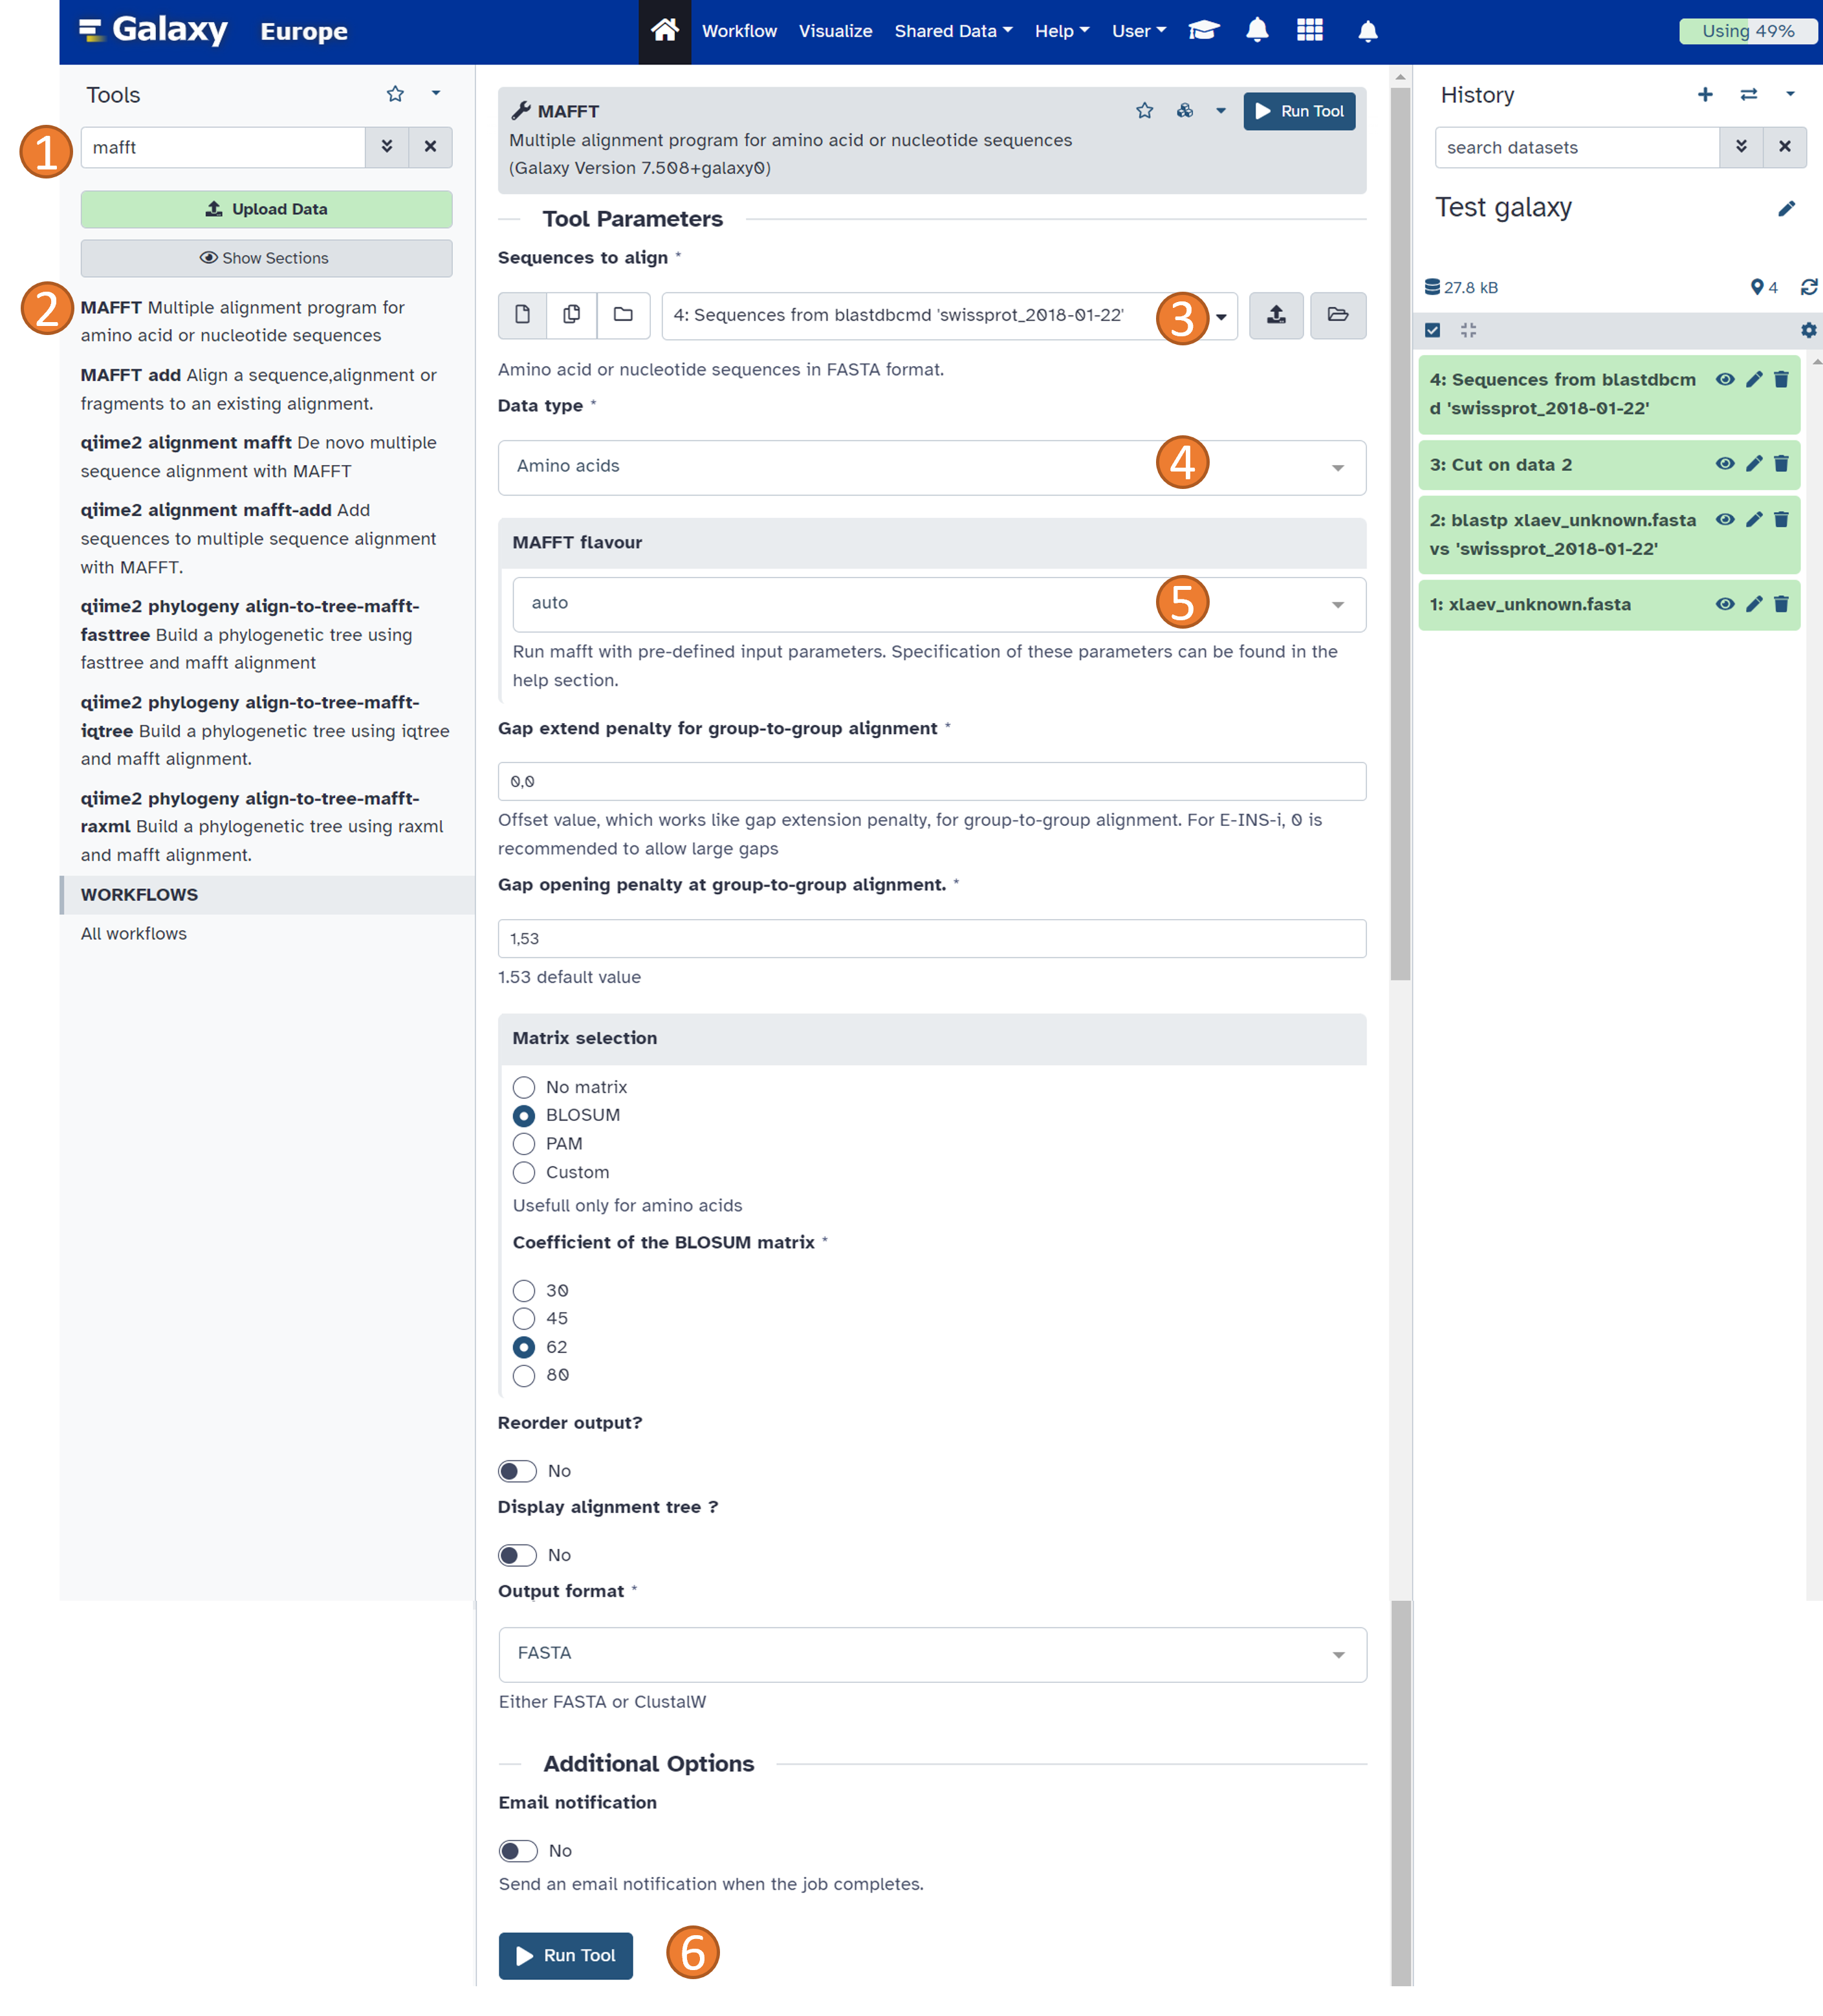 Galaxy Europe
Workflow Visualize Shared Data Help User
Using 49%
Tools
1
mafft
Upload Data
Show Sections
2
MAFFT Multiple alignment program for
amino acid or nucleotide sequences
MAFFT add Align a sequence,alignment or
fragments to an existing alignment.
qiime2 alignment mafft De novo multiple
sequence alignment with MAFFT
qiime2 alignment mafft-add Add
sequences to multiple sequence alignment
with MAFFT.
qiime2 phylogeny align-to-tree-mafft-
fasttree Build a phylogenetic tree using
fasttree and mafft alignment
qiime2 phylogeny align-to-tree-mafft-
iqtree Build a phylogenetic tree using iqtree
and mafft alignment.
qiime2 phylogeny align-to-tree-mafft-
raxml Build a phylogenetic tree using raxml
and mafft alignment.
WORKFLOWS
All workflows
MAFFT
Run Tool
Multiple alignment program for amino acid or nucleotide sequences
(Galaxy Version 7.508+galaxy0)
Tool Parameters
Sequences to align *
4: Sequences from blastdbcmd 'swissprot_2018-01-22'
3
Amino acid or nucleotide sequences in FASTA format.
Data type *
Amino acids
4
MAFFT flavour
auto
5
Run mafft with pre-defined input parameters. Specification of these parameters can be found in the
help section.
Gap extend penalty for group-to-group alignment *
0,0
Offset value, which works like gap extension penalty, for group-to-group alignment. For E-INS-i, 0 is
recommended to allow large gaps
Gap opening penalty at group-to-group alignment. *
1,53
1.53 default value
Matrix selection
No matrix
BLOSUM
PAM
Custom
Usefull only for amino acids
Coefficient of the BLOSUM matrix *
30
45
62
80
Reorder output?
No
Display alignment tree ?
No
Output format *
FASTA
Either FASTA or ClustalW
Additional Options
Email notification
No
Send an email notification when the job completes.
Run Tool
6
History
search datasets
Test galaxy
27.8 kB
4
4: Sequences from blastdbcm
d 'swissprot_2018-01-22'
3: Cut on data 2
2: blastp xlaev_unknown.fasta
vs 'swissprot_2018-01-22'
1: xlaev_unknown.fasta